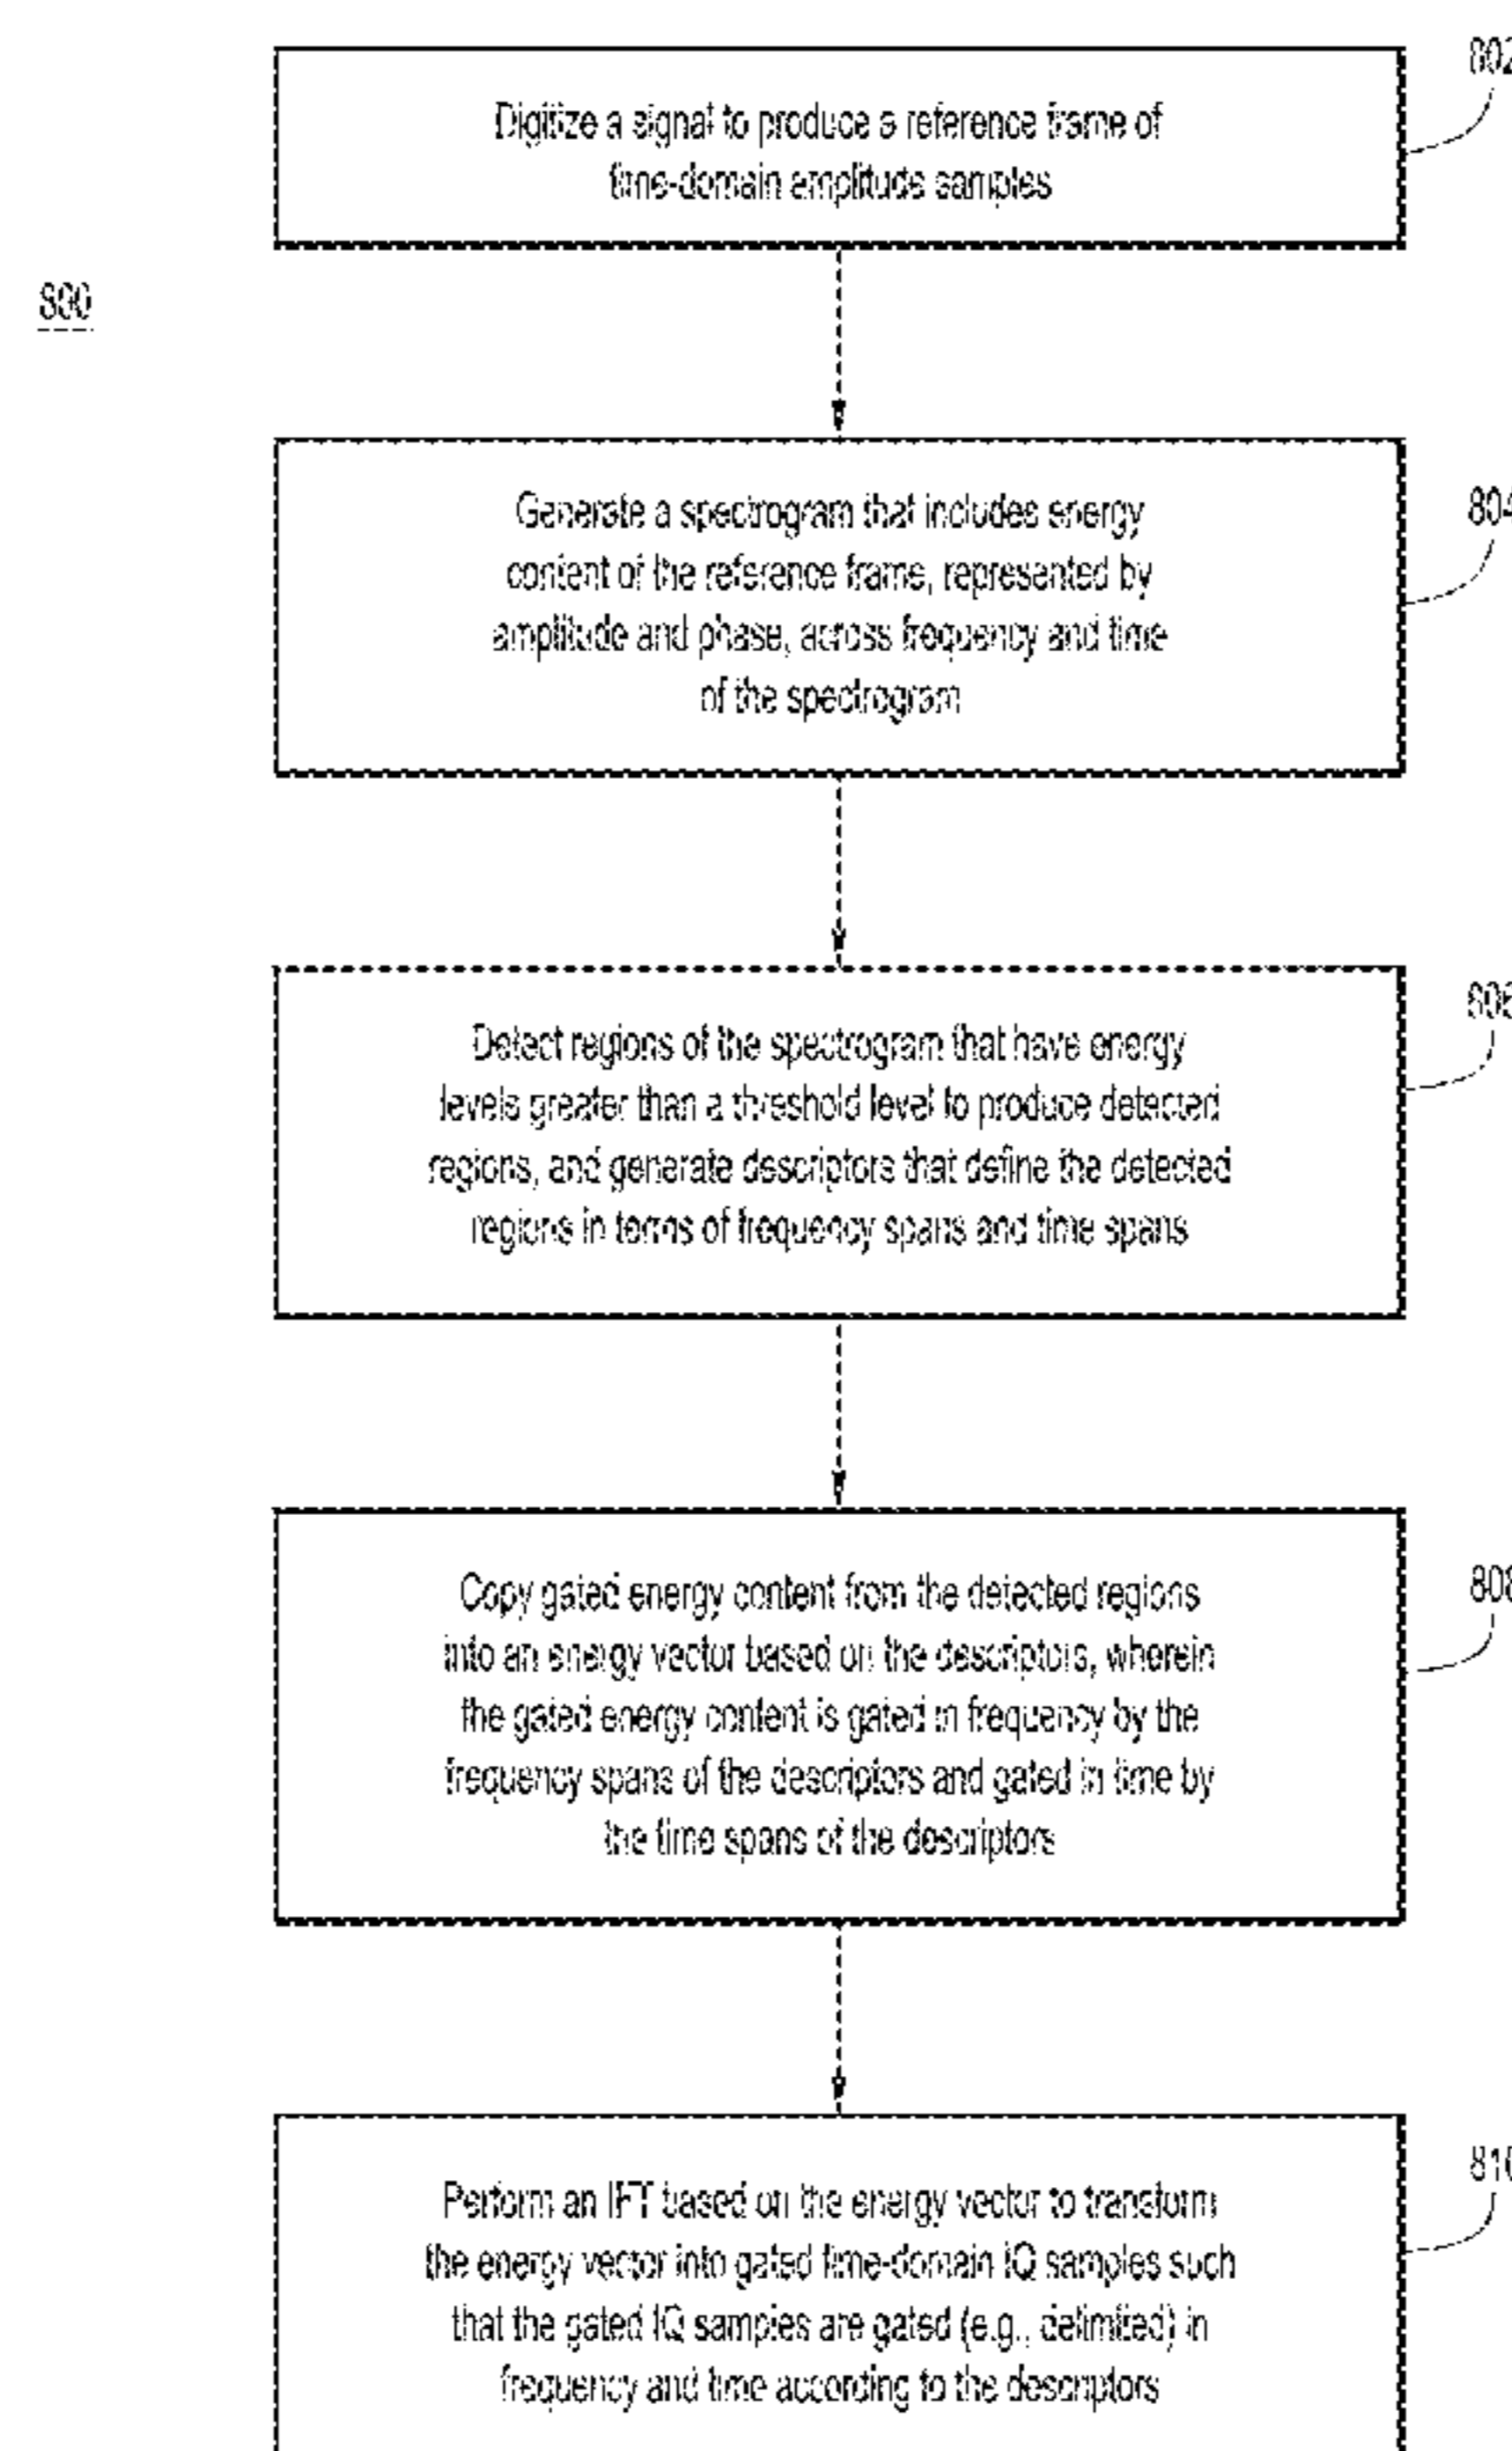 802
Digitize a signal to produce a reference frame of
time-domain amplitude samples
800
Generate a spectrogram that includes energy
content of the reference frame, represented by
amplitude and phase, across frequency and time
of the spectrogram
804
Detect regions of the spectrogram that have energy
levels greater than a threshold level to produce detected
regions, and generate descriptors that define the detected
regions in terms of frequency spans and time spans
806
Copy gated energy content from the detected regions
into an energy vector based on the descriptors, wherein
the gated energy content is gated in frequency by the
frequency spans of the descriptors and gated in time by
the time spans of the descriptors
808
Perform an IFT based on the energy vector to transform
the energy vector into gated time-domain IQ samples such
that the gated IQ samples are gated (e.g., delimited) in
frequency and time according to the descriptors
810